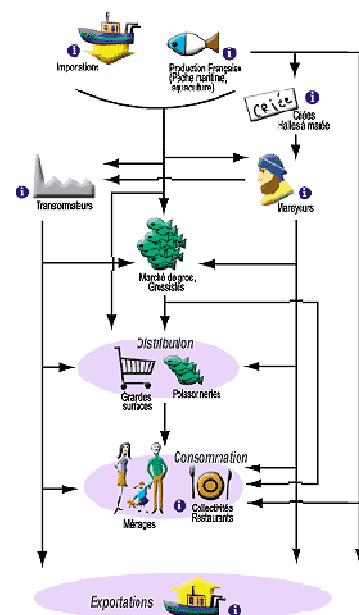 Importations
Production Française
(Pêche maritime,
aquaculture)
criée
Criées
Halles à marée
Transformateurs
Mareyeurs
Marché de gros,
Grossistes
Distribution
Grandes
surfaces
Poissonneries
Consommation
Ménages
Collectivités
Restaurants
Exportations